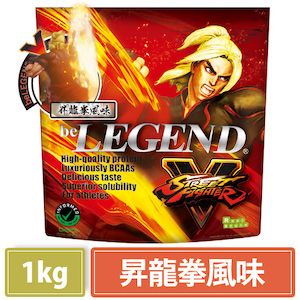 昇龍拳風味
be LEGEND®
High-quality protein
Luxuriously BCAAs
Delicious taste
Superior solubility
For Athletes
STREET FIGHTER
V
INFORMED
1kg
昇龍拳風味